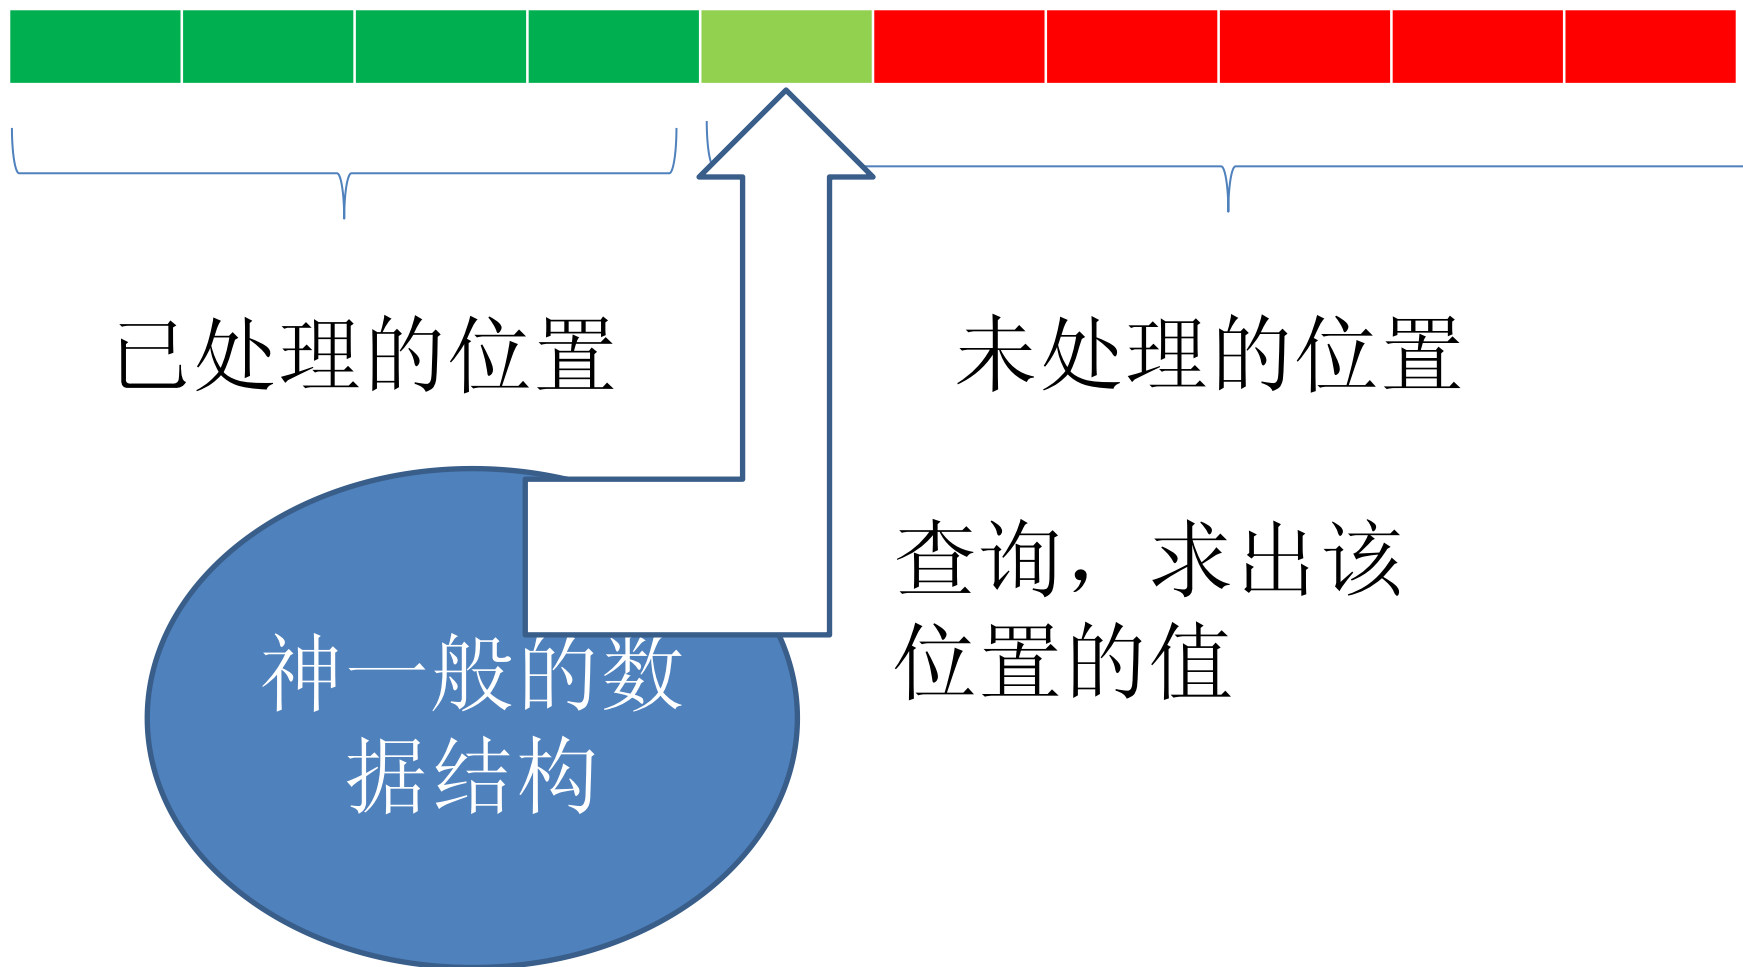 已处理的位置
未处理的位置
查询，求出该
位置的值
神一般的数
据结构